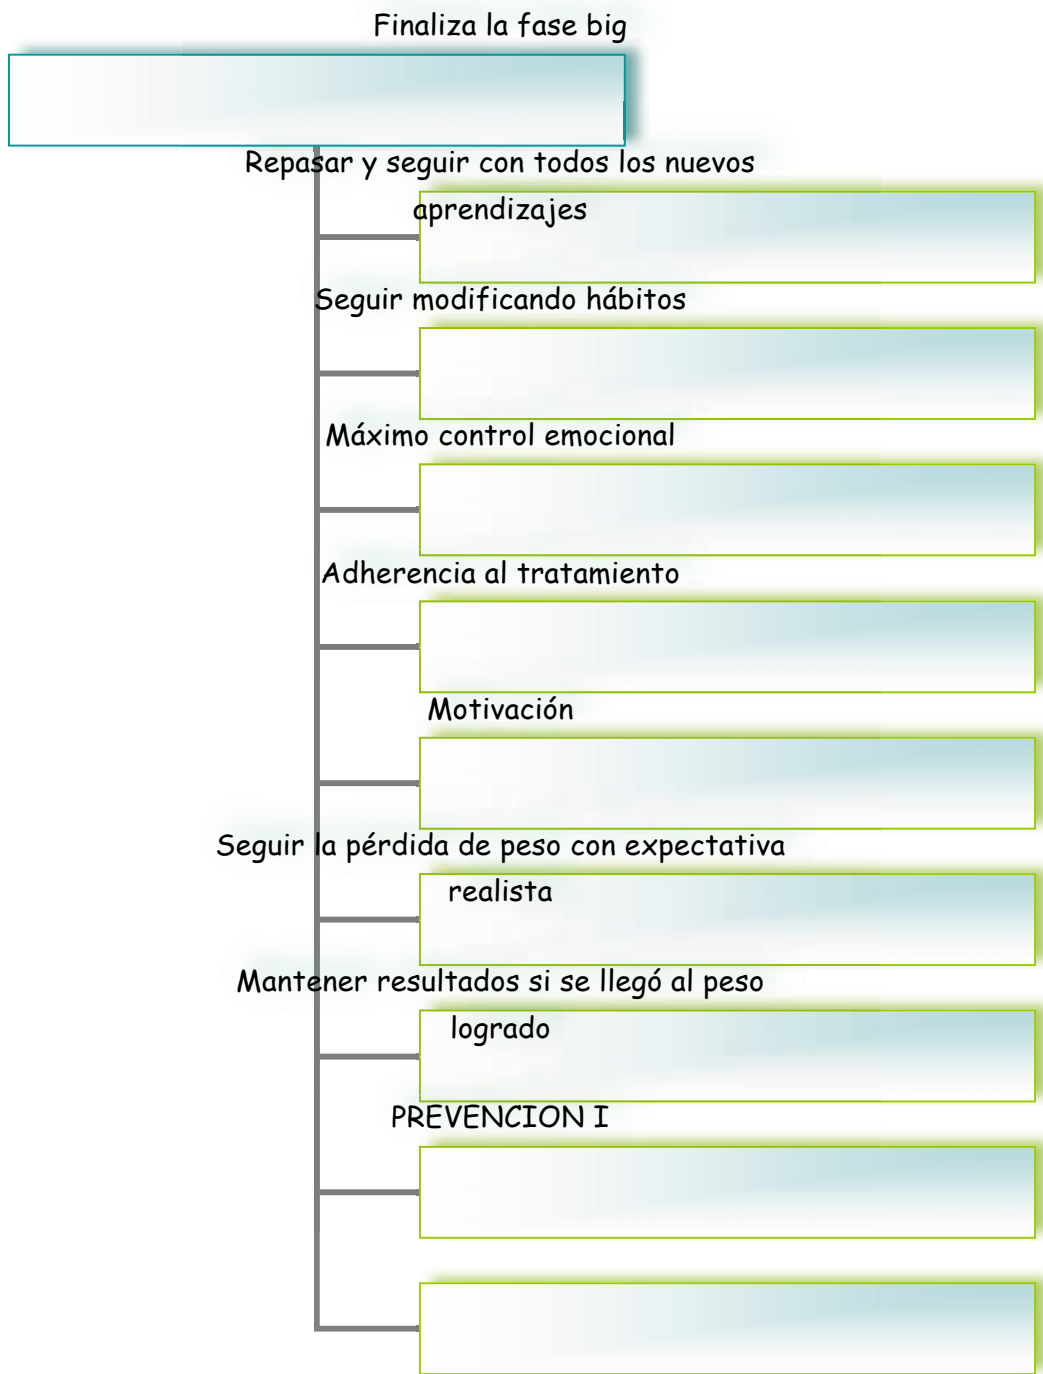 Finaliza la fase big
Repasar y seguir con todos los nuevos
aprendizajes
Seguir modificando hábitos
Máximo control emocional
Adherencia al tratamiento
Motivación
Seguir la pérdida de peso con expectativa
realista
Mantener resultados si se llegó al peso
logrado
PREVENCION I